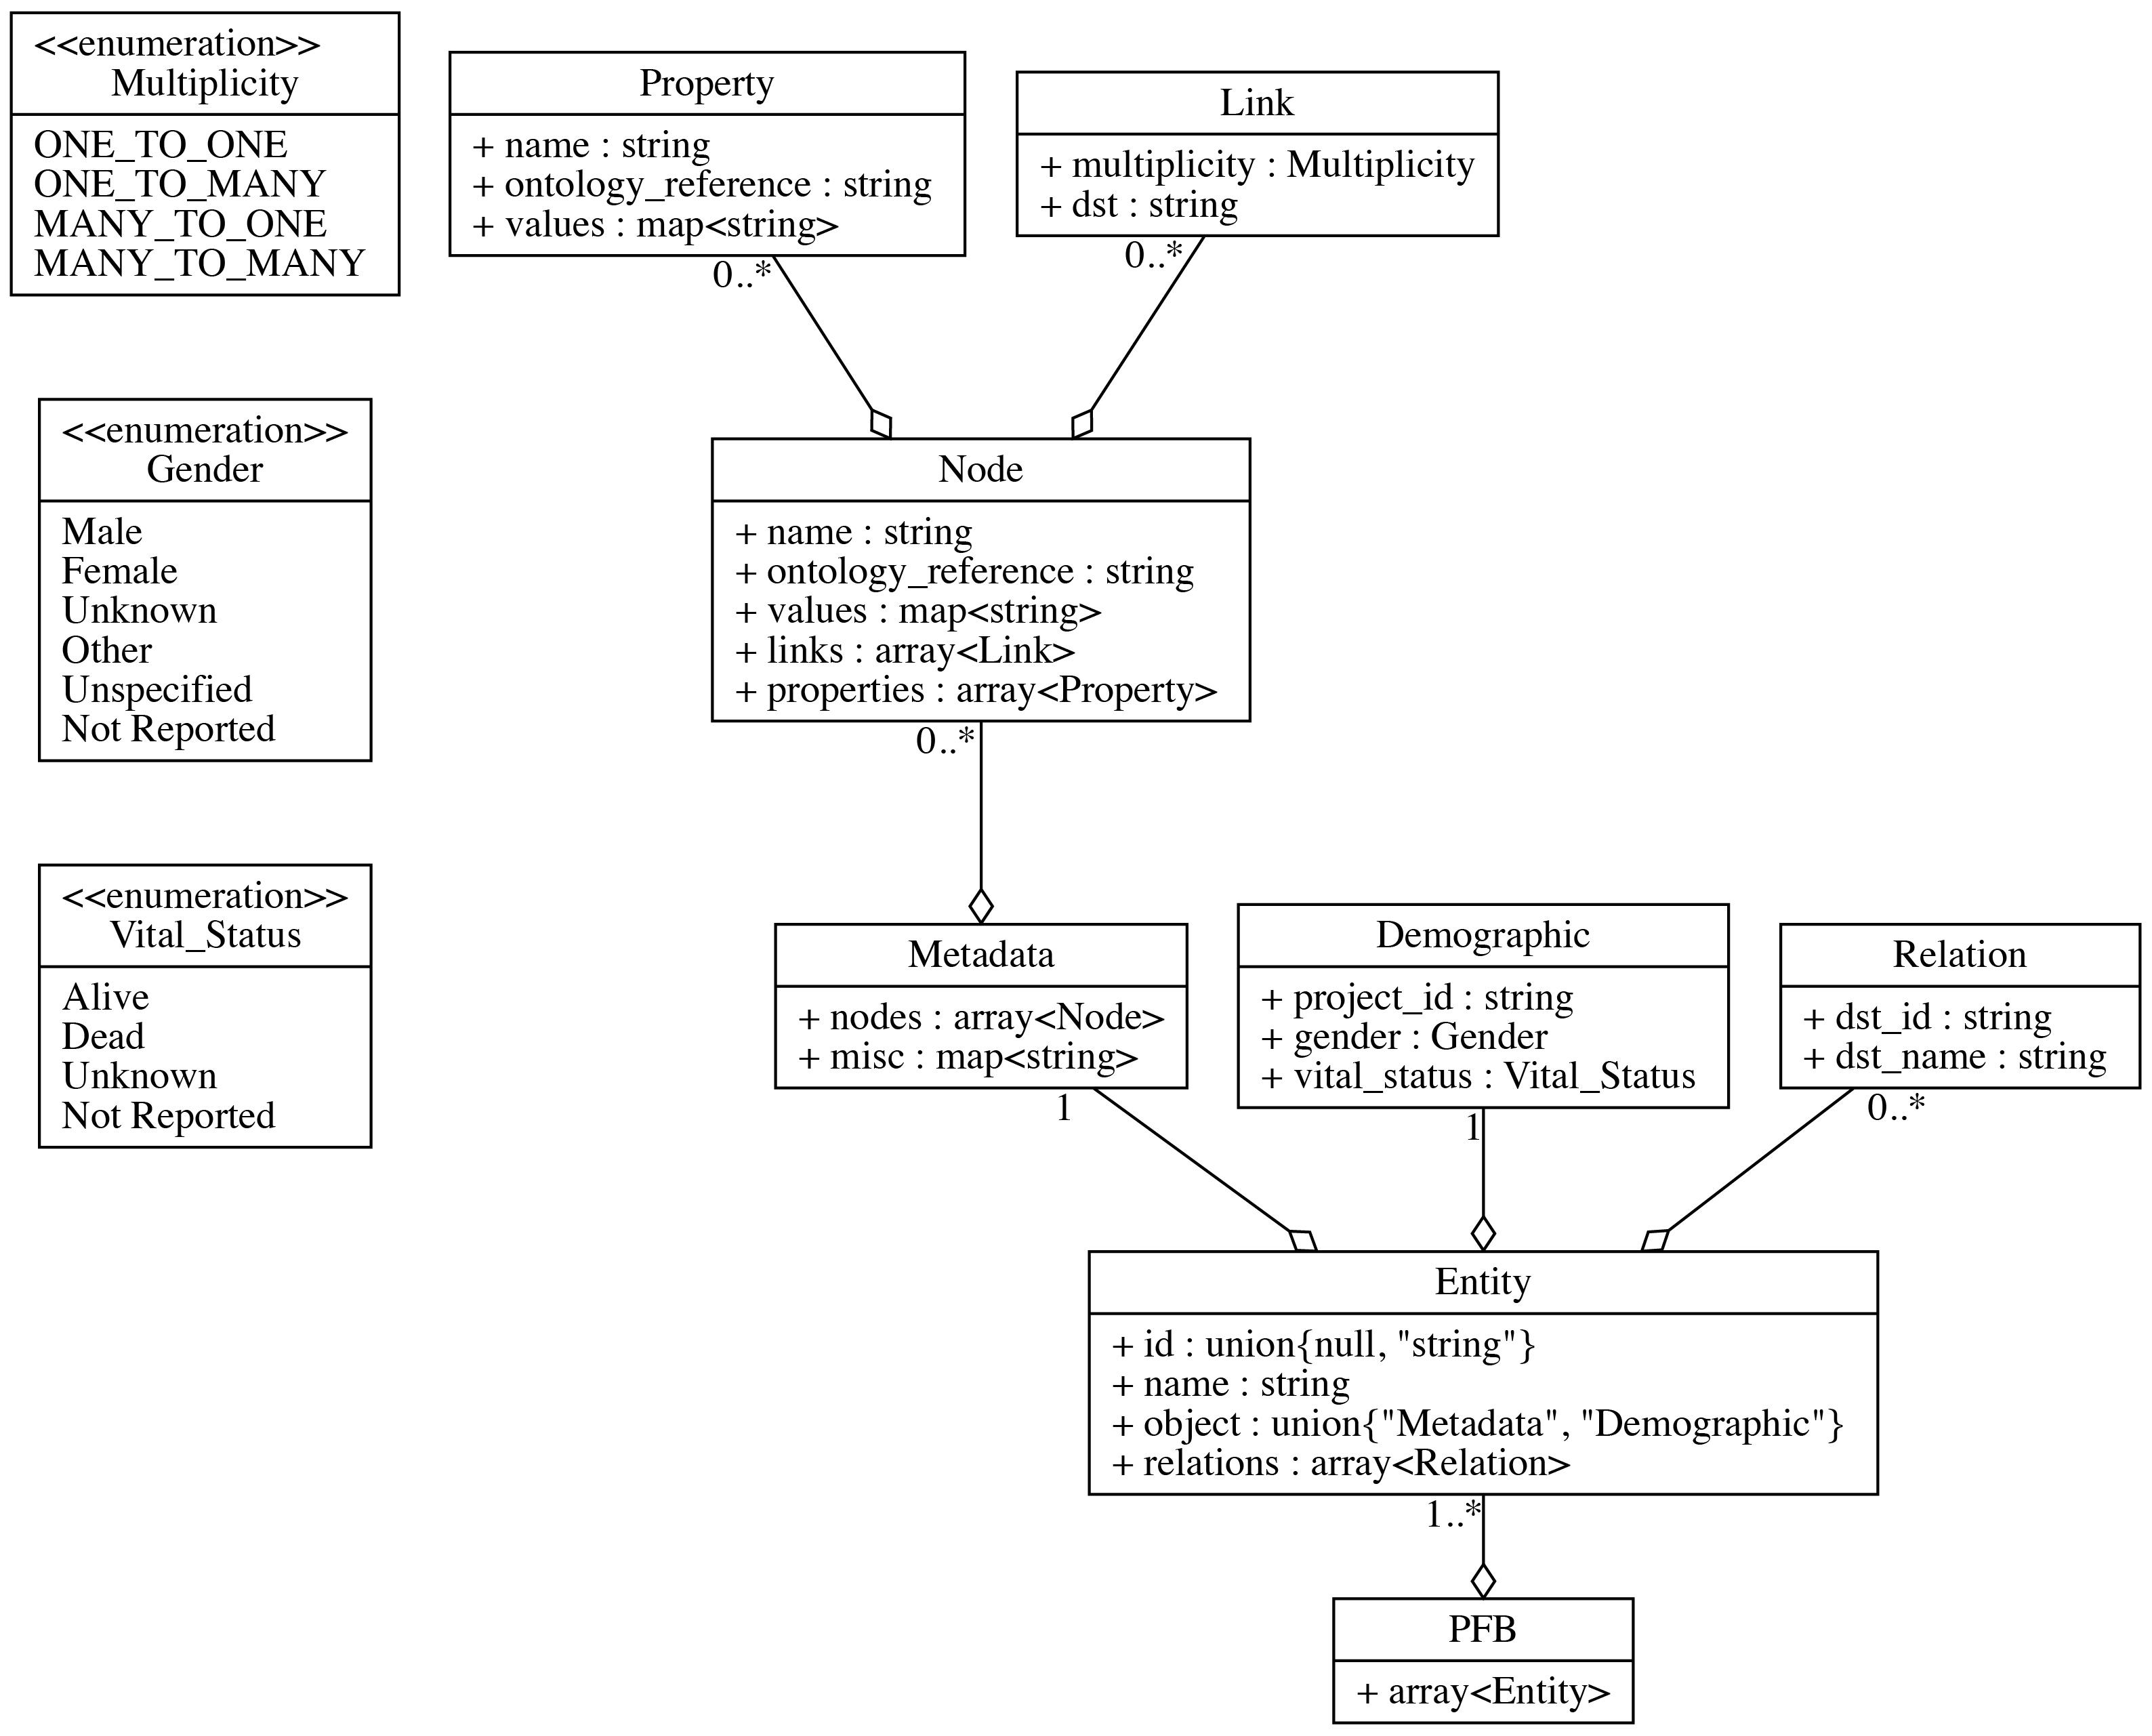 <<enumeration>>
Multiplicity
ONE_TO_ONE
ONE_TO_MANY
MANY_TO_ONE
MANY_TO_MANY
Property
+ name : string
+ ontology_reference : string
+ values : map<string>
0..*
Link
+ multiplicity : Multiplicity
+ dst : string
0..*
<<enumeration>>
Gender
Male
Female
Unknown
Other
Unspecified
Not Reported
Node
+ name : string
+ ontology_reference : string
+ values : map<string>
+ links : array<Link>
+ properties : array<Property>
0..*
<<enumeration>>
Vital_Status
Alive
Dead
Unknown
Not Reported
Metadata
+ nodes : array<Node>
+ misc : map<string>
1
Demographic
+ project_id : string
+ gender : Gender
+ vital_status : Vital_Status
1
Relation
+ dst_id : string
+ dst_name : string
0..*
Entity
+ id : union{null, "string"}
+ name : string
+ object : union{"Metadata", "Demographic"}
+ relations : array<Relation>
1..*
PFB
+ array<Entity>